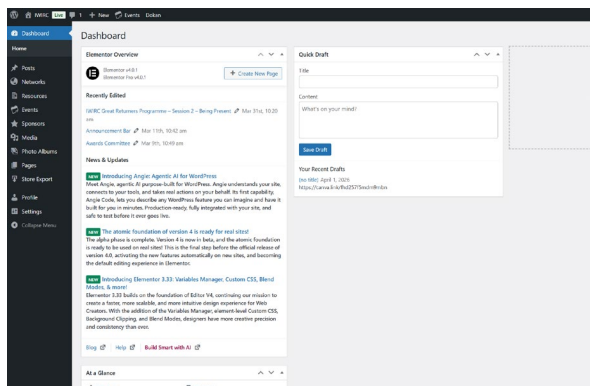 IWIRC Live 1 + New Events Dokan
Dashboard
Home
Posts
Networks
Resources
Events
Sponsors
Media
Photo Albums
Pages
Store Export
Profile
Settings
Collapse Menu
Dashboard
Elementor Overview
Elementor v4.0.1
Elementor Pro v4.0.1
+ Create New Page
Recently Edited
IWIRC Great Returners Programme – Session 2 – Being Present Mar 31st, 10:20
am
Announcement Bar Mar 11th, 10:42 am
Awards Committee Mar 9th, 10:49 am
News & Updates
NEW Introducing Angie: Agentic AI for WordPress
Meet Angie, agentic AI purpose-built for WordPress. Angie understands your site,
connects to your tools, and takes real actions on your behalf. Its first capability,
Angie Code, lets you describe any WordPress feature you can imagine and have it
built for you in minutes. Production-ready, fully integrated with your site, and
safe to test before it ever goes live.
NEW The atomic foundation of version 4 is ready for real sites!
The alpha phase is complete. Version 4 is now in beta, and the atomic foundation
is ready to be used on real sites! This is the final step before the official release of
version 4.0, activating the new features automatically on new sites, and becoming
the default editing experience in Elementor.
NEW Introducing Elementor 3.33: Variables Manager, Custom CSS, Blend
Modes, & more!
Elementor 3.33 builds on the foundation of Editor V4, continuing our mission to
create a faster, more scalable, and more intuitive design experience for Web
Creators. With the addition of the Variables Manager, element-level Custom CSS,
Background Clipping, and Blend Modes, designers have more creative precision
and consistency than ever.
Blog Help Build Smart with AI
At a Glance
Quick Draft
Title
Content
What's on your mind?
Save Draft
Your Recent Drafts
(no title) April 1, 2026